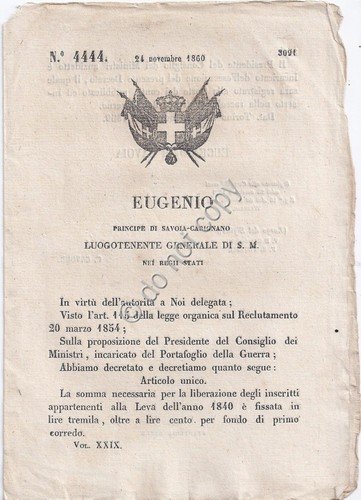 N.° 4444. 24 novembre 1860 3091
EUGENIO
PRINCIPE DI SAVOIA-CARIGNANO
LUOGOTENENTE GENERALE DI S. M.
NEI REGII STATI
In virtù dell'autorità a Noi delegata;
Visto l'art. 145 della legge organica sul Reclutamento
20 marzo 1854;
Sulla proposizione del Presidente del Consiglio dei
Ministri, incaricato del Portafoglio della Guerra;
Abbiamo decretato e decretiamo quanto segue:
Articolo unico.
La somma necessaria per la liberazione degli inscritti
appartenenti alla Leva dell'anno 1840 è fissata in
lire tremila, oltre a lire cento per fondo di primo
corredo.
VOL. XXIX.
do not copy